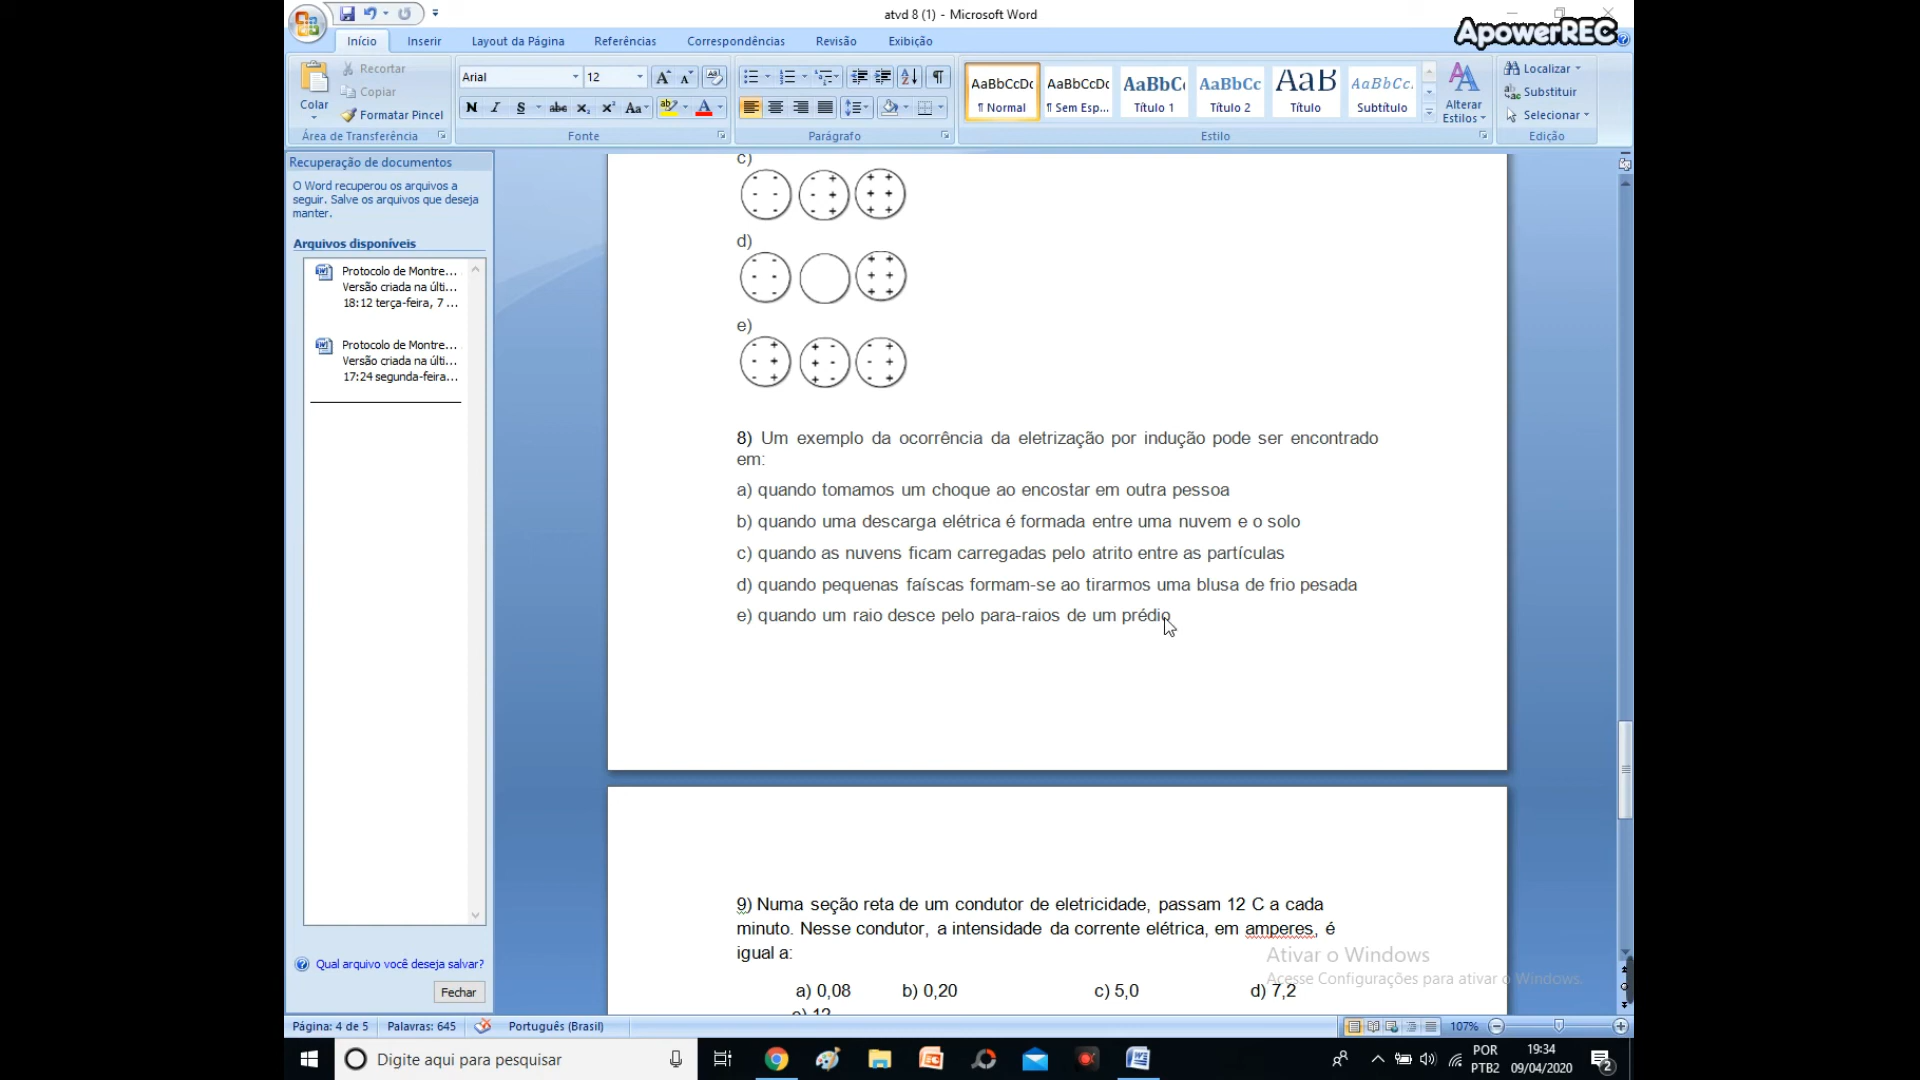 atvd 8 (1) - Microsoft Word
ApowerREC
Início Inserir Layout da Página Referências Correspondências Revisão Exibição
Colar
Recortar
Copiar
Formatar Pincel
Área de Transferência
Arial 12
N I S abc x₂ x² Aa
Fonte
Parágrafo
AaBbCcDc AaBbCcDc AaBbC AaBbCc AaB AaBbCc.
¶ Normal ¶ Sem Esp... Título 1 Título 2 Título Subtítulo
Alterar
Estilos
Estilo
Localizar
Substituir
Selecionar
Edição
Recuperação de documentos
O Word recuperou os arquivos a
seguir. Salve os arquivos que deseja
manter.
Arquivos disponíveis
Protocolo de Montre...
Versão criada na últi...
18:12 terça-feira, 7 ...
Protocolo de Montre...
Versão criada na últi...
17:24 segunda-feira...
Qual arquivo você deseja salvar?
Fechar
c)
d)
e)
8) Um exemplo da ocorrência da eletrização por indução pode ser encontrado
em:
a) quando tomamos um choque ao encostar em outra pessoa
b) quando uma descarga elétrica é formada entre uma nuvem e o solo
c) quando as nuvens ficam carregadas pelo atrito entre as partículas
d) quando pequenas faíscas formam-se ao tirarmos uma blusa de frio pesada
e) quando um raio desce pelo para-raios de um prédio
9) Numa seção reta de um condutor de eletricidade, passam 12 C a cada
minuto. Nesse condutor, a intensidade da corrente elétrica, em amperes, é
igual a:
a) 0,08 b) 0,20 c) 5,0 d) 7,2
e) 12
Ativar o Windows
Acesse Configurações para ativar o Windows.
Página: 4 de 5 Palavras: 645 Português (Brasil) 107%
Digite aqui para pesquisar
POR
PTB2
19:34
09/04/2020
2